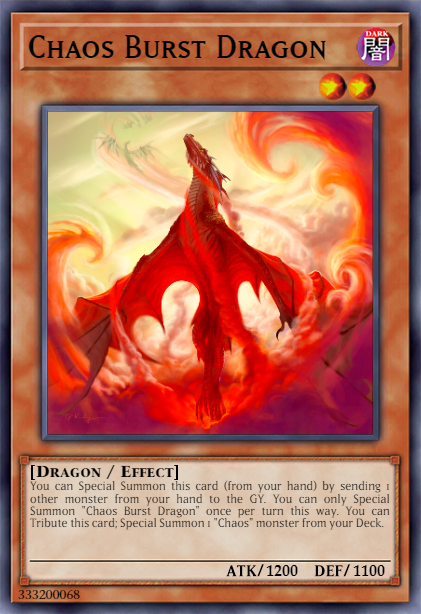 Chaos Burst Dragon
DARK
闇
[Dragon / Effect]
You can Special Summon this card (from your hand) by sending 1
other monster from your hand to the GY. You can only Special
Summon "Chaos Burst Dragon" once per turn this way. You can
Tribute this card; Special Summon 1 "Chaos" monster from your Deck.
ATK/1200 DEF/1100
333200068